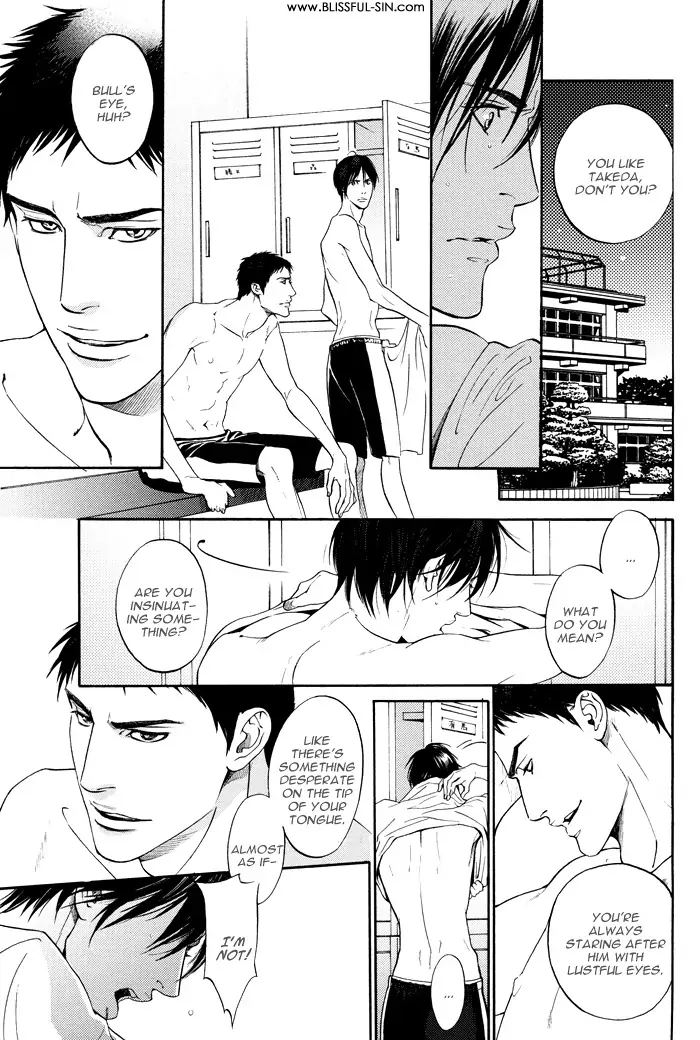 www.BLISSFUL-SIN.com
YOU LIKE
TAKEDA,
DON'T YOU?
BULL'S
EYE,
HUH?
...
WHAT
DO YOU
MEAN?
ARE YOU
INSINUAT-
ING SOME-
THING?
YOU'RE
ALWAYS
STARING AFTER
HIM WITH
LUSTFUL EYES.
...
LIKE
THERE'S
SOMETHING
DESPERATE
ON THE TIP
OF YOUR
TONGUE.
ALMOST
AS IF-
I'M
NOT!